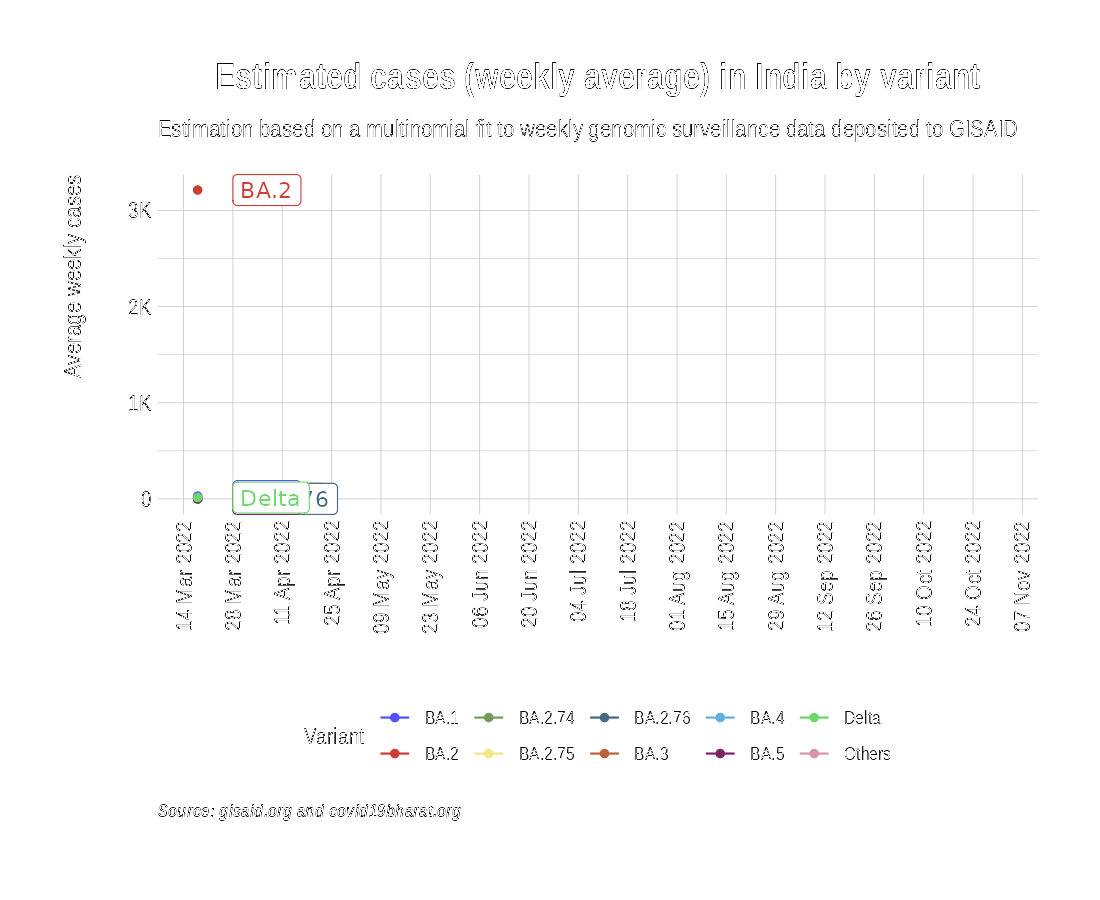 Estimated cases (weekly average) in India by variant
Estimation based on a multinomial fit to weekly genomic surveillance data deposited to GISAID
Average weekly cases
3K
2K
1K
0
BA.2
Delta
76
14 Mar 2022
28 Mar 2022
11 Apr 2022
25 Apr 2022
09 May 2022
23 May 2022
06 Jun 2022
20 Jun 2022
04 Jul 2022
18 Jul 2022
01 Aug 2022
15 Aug 2022
29 Aug 2022
12 Sep 2022
26 Sep 2022
10 Oct 2022
24 Oct 2022
07 Nov 2022
Variant
BA.1 BA.2.74 BA.2.76 BA.4 Delta
BA.2 BA.2.75 BA.3 BA.5 Others
Source: gisaid.org and covid19bharat.org